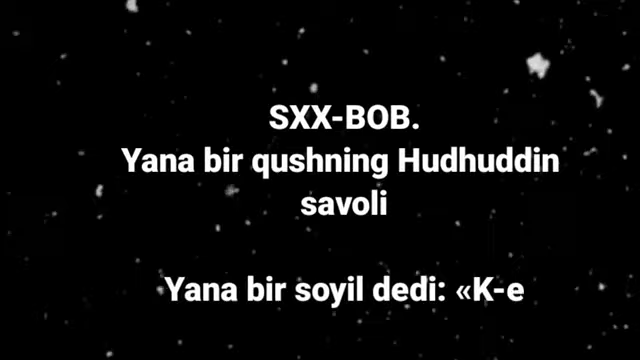 SXX-BOB.
Yana bir qushning Hudhuddin
savoli
Yana bir soyil dedi: «K-e